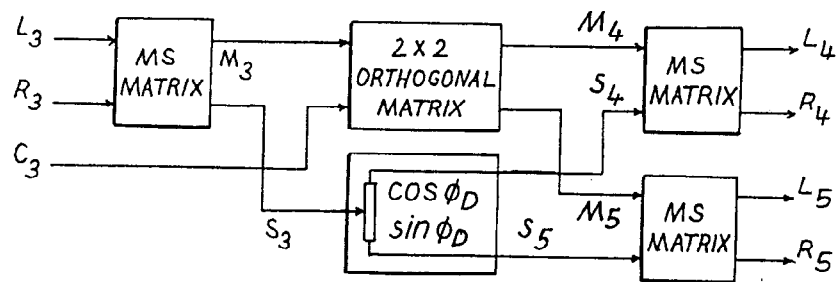 L3
R3
C3
MS
MATRIX
M3
S3
2 X 2
ORTHOGONAL
MATRIX
COS ΦD
sin ΦD
M4
S4
M5
S5
MS
MATRIX
L4
R4
MS
MATRIX
L5
R5